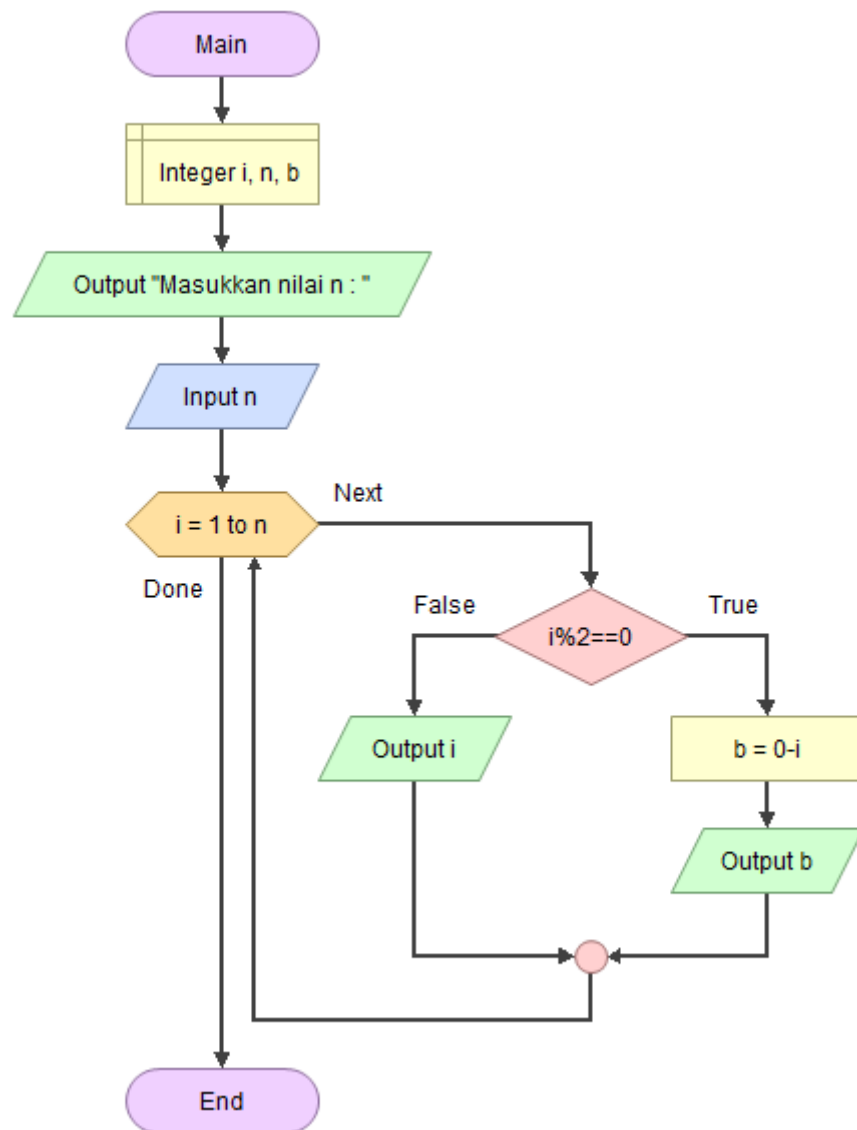 Main
Integer i, n, b
Output "Masukkan nilai n : "
Input n
i = 1 to n
Next
Done
i%2==0
False
True
Output i
b = 0-i
Output b
End